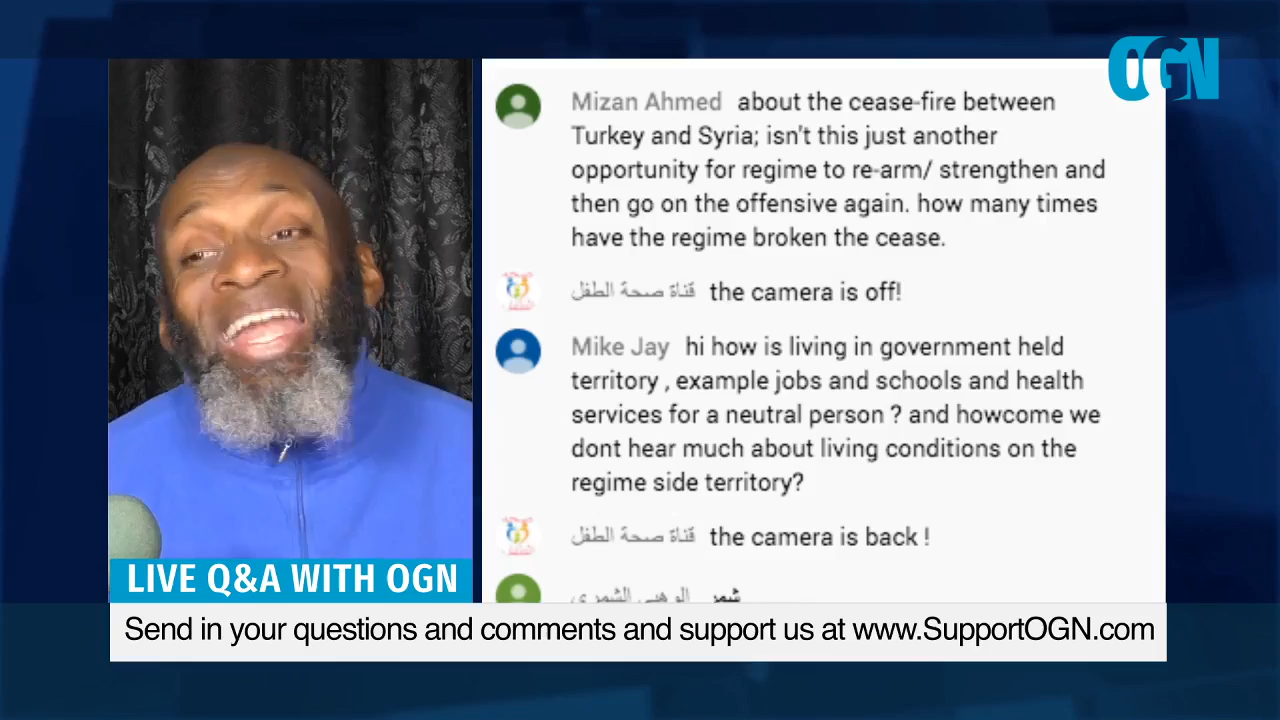 OGN
Mizan Ahmed about the cease-fire between
Turkey and Syria; isn't this just another
opportunity for regime to re-arm/ strengthen and
then go on the offensive again. how many times
have the regime broken the cease.
قناة صحة الطفل the camera is off!
Mike Jay hi how is living in government held
territory , example jobs and schools and health
services for a neutral person ? and howcome we
dont hear much about living conditions on the
regime side territory?
قناة صحة الطفل the camera is back !
الوهبي الشمري شمر
LIVE Q&A WITH OGN
Send in your questions and comments and support us at www.SupportOGN.com